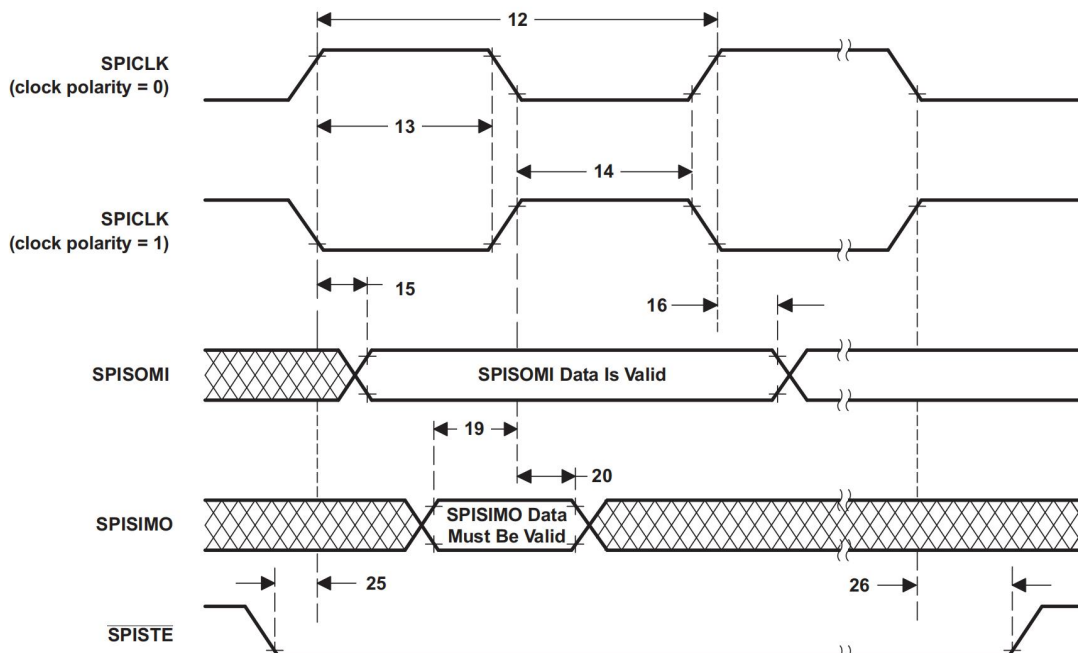 12
SPICLK
(clock polarity = 0)
13
14
SPICLK
(clock polarity = 1)
15
16
SPISOMI
SPISOMI Data Is Valid
19
20
SPISIMO
SPISIMO Data
Must Be Valid
25
26
SPISTE